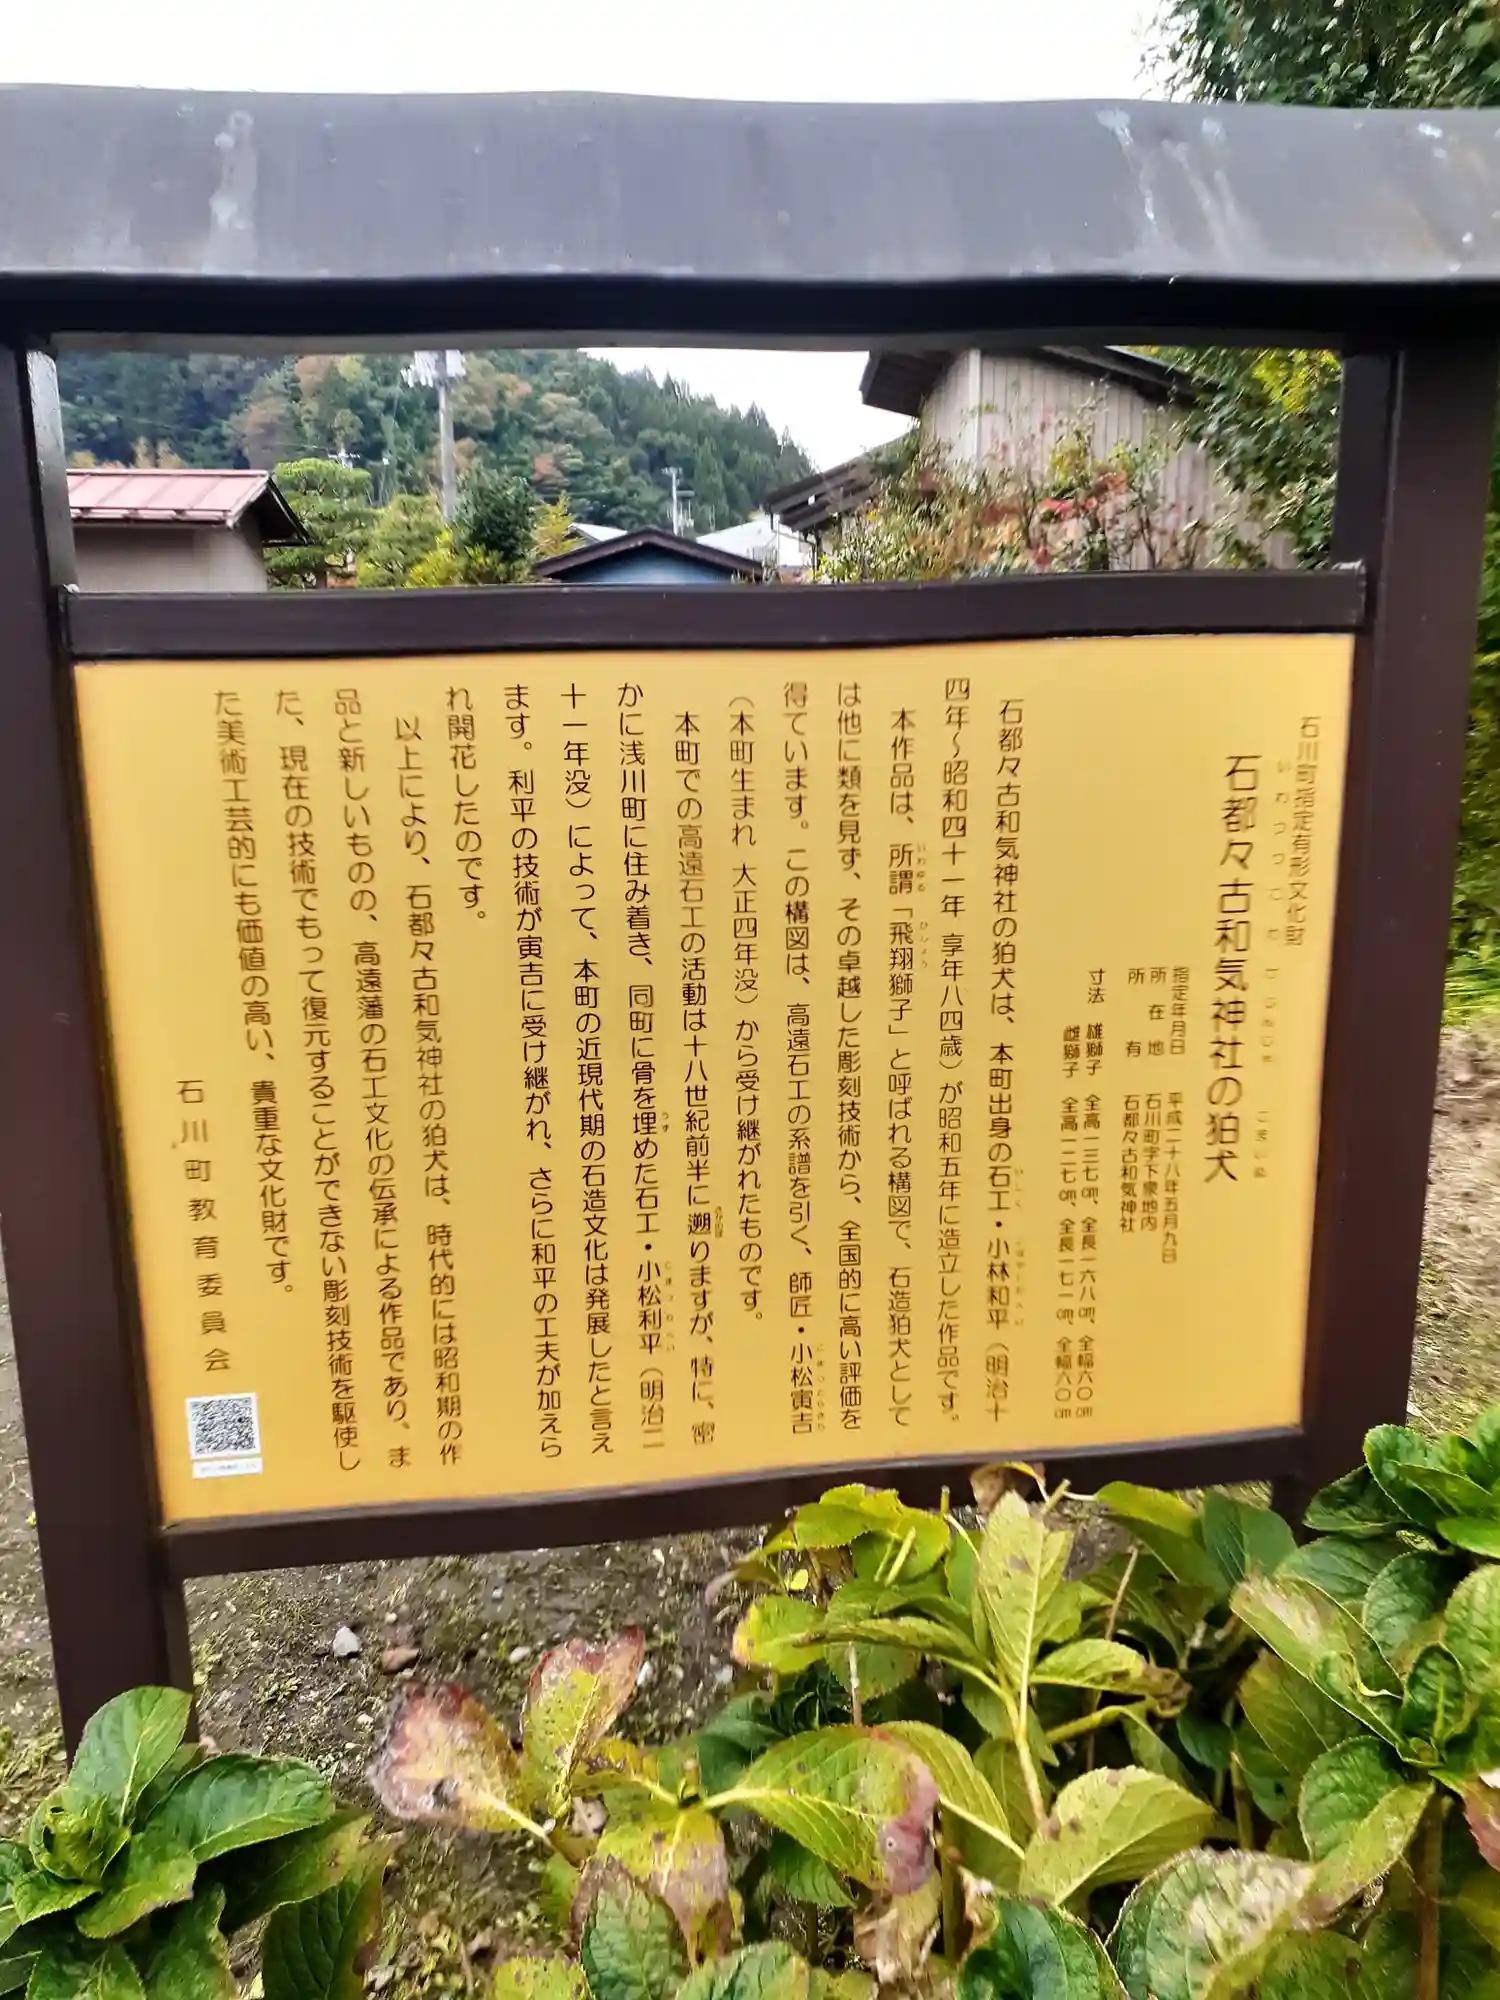 石川町指定有形文化財
石都々古和気神社の狛犬
いわつつこわけじんじゃ こまいぬ
指定年月日 平成二十八年五月九日
所在地 石川町字下泉地内
所有 石都々古和気神社
寸法 雄獅子 全高一三七㎝、全長一六八㎝、全幅六〇㎝
雌獅子 全高一二七㎝、全長一七一㎝、全幅六〇㎝
石都々古和気神社の狛犬は、本町出身の石工・小林和平（明治十
四年～昭和四十一年 享年八四歳）が昭和五年に造立した作品です。
本作品は、所謂「飛翔獅子」と呼ばれる構図で、石造狛犬として
は他に類を見ず、その卓越した彫刻技術から、全国的に高い評価を
得ています。この構図は、高遠石工の系譜を引く、師匠・小松寅吉
（本町生まれ 大正四年没）から受け継がれたものです。
本町での高遠石工の活動は十八世紀前半に遡りますが、特に、密
かに浅川町に住み着き、同町に骨を埋めた石工・小松利平（明治二
十一年没）によって、本町の近現代期の石造文化は発展したと言え
ます。利平の技術が寅吉に受け継がれ、さらに和平の工夫が加えら
れ開花したのです。
以上により、石都々古和気神社の狛犬は、時代的には昭和期の作
品と新しいものの、高遠藩の石工文化の伝承による作品であり、ま
た、現在の技術でもって復元することができない彫刻技術を駆使し
た美術工芸的にも価値の高い、貴重な文化財です。
石川町教育委員会